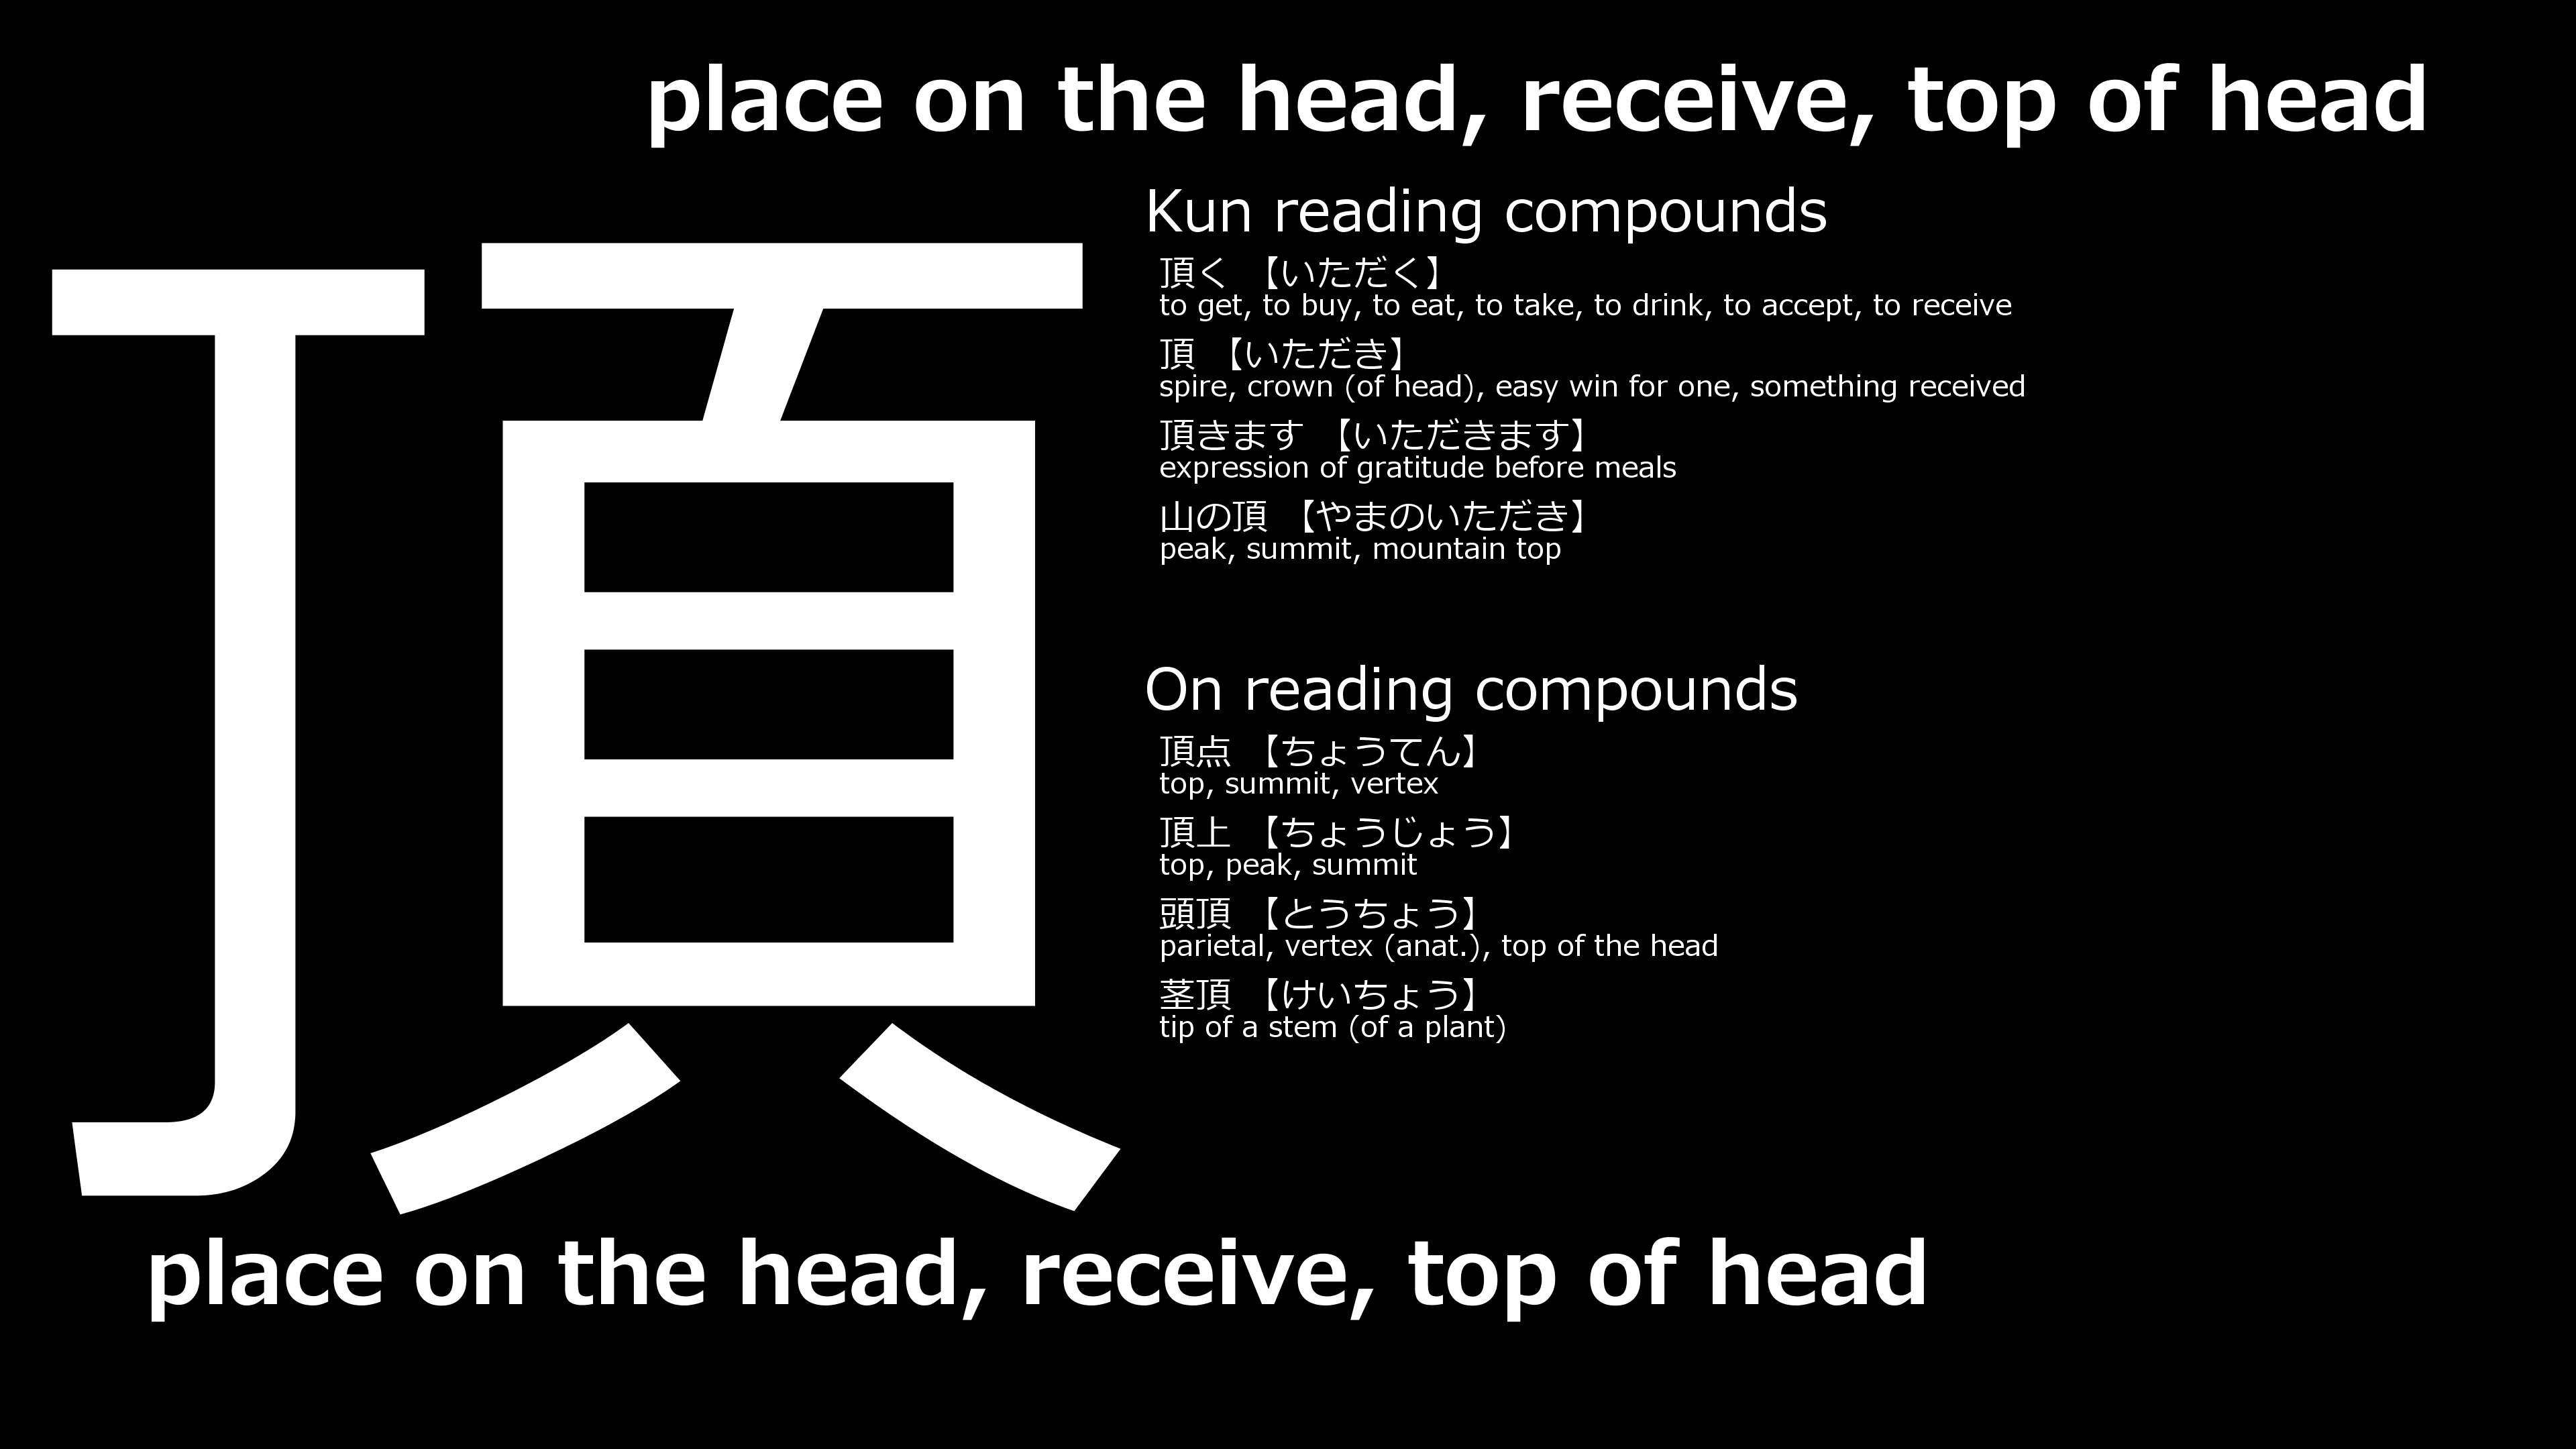 place on the head, receive, top of head
頂
Kun reading compounds
頂く 【いただく】
to get, to buy, to eat, to take, to drink, to accept, to receive
頂 【いただき】
spire, crown (of head), easy win for one, something received
頂きます 【いただきます】
expression of gratitude before meals
山の頂 【やまのいただき】
peak, summit, mountain top
On reading compounds
頂点 【ちょうてん】
top, summit, vertex
頂上 【ちょうじょう】
top, peak, summit
頭頂 【とうちょう】
parietal, vertex (anat.), top of the head
茎頂 【けいちょう】
tip of a stem (of a plant)
place on the head, receive, top of head